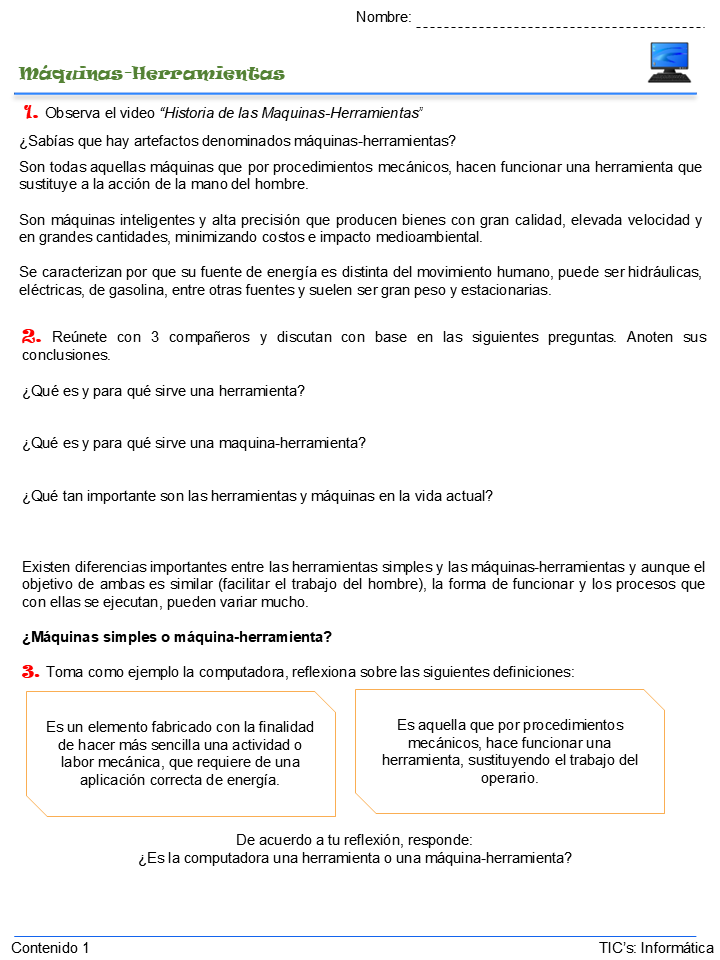 Nombre:
Máquinas-Herramientas
1. Observa el video “Historia de las Maquinas-Herramientas”
¿Sabías que hay artefactos denominados máquinas-herramientas?
Son todas aquellas máquinas que por procedimientos mecánicos, hacen funcionar una herramienta que
sustituye a la acción de la mano del hombre.
Son máquinas inteligentes y alta precisión que producen bienes con gran calidad, elevada velocidad y
en grandes cantidades, minimizando costos e impacto medioambiental.
Se caracterizan por que su fuente de energía es distinta del movimiento humano, puede ser hidráulicas,
eléctricas, de gasolina, entre otras fuentes y suelen ser gran peso y estacionarias.
2. Reúnete con 3 compañeros y discutan con base en las siguientes preguntas. Anoten sus
conclusiones.
¿Qué es y para qué sirve una herramienta?
¿Qué es y para qué sirve una maquina-herramienta?
¿Qué tan importante son las herramientas y máquinas en la vida actual?
Existen diferencias importantes entre las herramientas simples y las máquinas-herramientas y aunque el
objetivo de ambas es similar (facilitar el trabajo del hombre), la forma de funcionar y los procesos que
con ellas se ejecutan, pueden variar mucho.
¿Máquinas simples o máquina-herramienta?
3. Toma como ejemplo la computadora, reflexiona sobre las siguientes definiciones:
Es un elemento fabricado con la finalidad
de hacer más sencilla una actividad o
labor mecánica, que requiere de una
aplicación correcta de energía.
Es aquella que por procedimientos
mecánicos, hace funcionar una
herramienta, sustituyendo el trabajo del
operario.
De acuerdo a tu reflexión, responde:
¿Es la computadora una herramienta o una máquina-herramienta?
Contenido 1
TIC’s: Informática